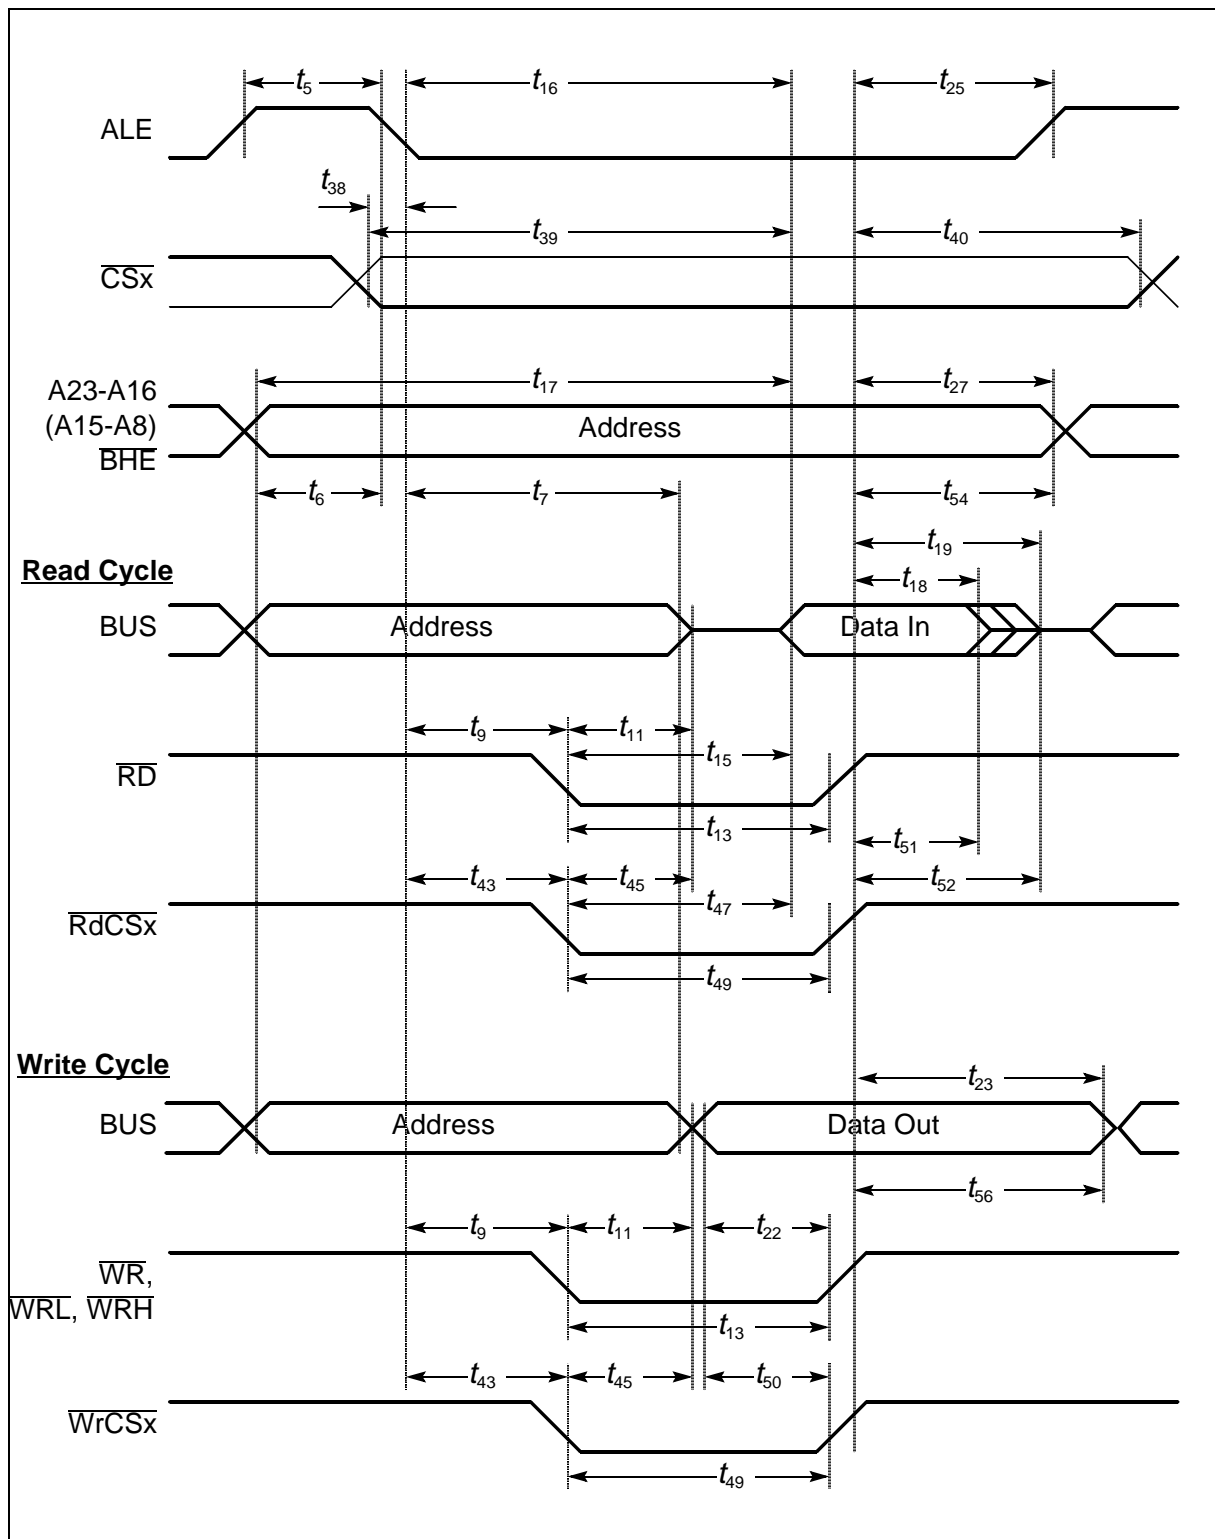 t5 t16 t25
ALE
t38
t39 t40
CSx
A23-A16
(A15-A8)
BHE
t17 t27
Address
t6 t7 t54
t19
Read Cycle
t18
BUS Address Data In
t9 t11
t15
RD
t13
t51
t43 t45 t52
t47
RdCSx
t49
Write Cycle
t23
BUS Address Data Out
t56
t9 t11 t22
WR,
WRL, WRH
t13
t43 t45 t50
WrCSx
t49